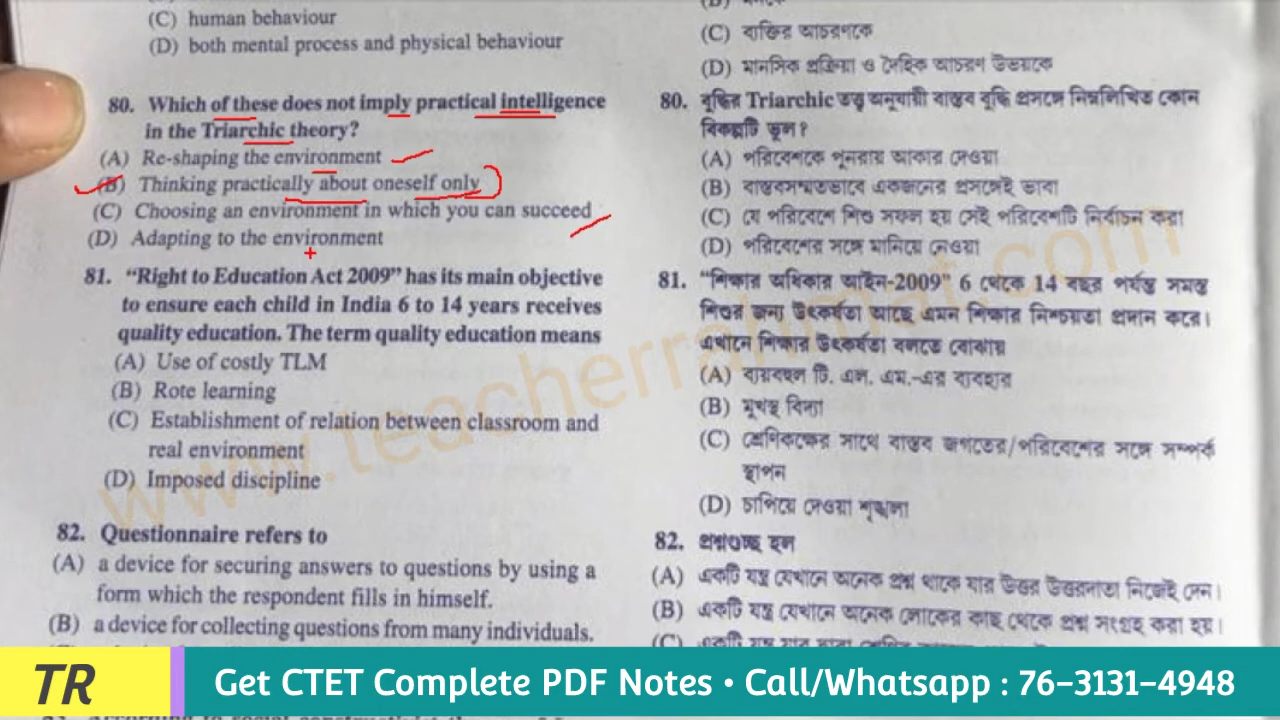 (C) human behaviour
(D) both mental process and physical behaviour
80. Which of these does not imply practical intelligence
in the Triarchic theory?
(A) Re-shaping the environment
(B) Thinking practically about oneself only
(C) Choosing an environment in which you can succeed
(D) Adapting to the environment
81. “Right to Education Act 2009” has its main objective
to ensure each child in India 6 to 14 years receives
quality education. The term quality education means
(A) Use of costly TLM
(B) Rote learning
(C) Establishment of relation between classroom and
real environment
(D) Imposed discipline
82. Questionnaire refers to
(A) a device for securing answers to questions by using a
form which the respondent fills in himself.
(B) a device for collecting questions from many individuals.
(C) ব্যক্তির আচরণকে
(D) মানসিক প্রক্রিয়া ও দৈহিক আচরণ উভয়কে
80. বুদ্ধির Triarchic তত্ত্ব অনুযায়ী বাস্তব বুদ্ধি প্রসঙ্গে নিম্নলিখিত কোন
বিকল্পটি ভুল?
(A) পরিবেশকে পুনরায় আকার দেওয়া
(B) বাস্তবসম্মতভাবে একজনের প্রসঙ্গেই ভাবা
(C) যে পরিবেশে শিশু সফল হয় সেই পরিবেশটি নির্বাচন করা
(D) পরিবেশের সঙ্গে মানিয়ে নেওয়া
81. “শিক্ষার অধিকার আইন-2009” 6 থেকে 14 বছর পর্যন্ত সমস্ত
শিশুর জন্য উৎকর্ষতা আছে এমন শিক্ষার নিশ্চয়তা প্রদান করে।
এখানে শিক্ষার উৎকর্ষতা বলতে বোঝায়
(A) ব্যয়বহুল টি. এল. এম.-এর ব্যবহার
(B) মুখস্থ বিদ্যা
(C) শ্রেণিকক্ষের সাথে বাস্তব জগতের/পরিবেশের সঙ্গে সম্পর্ক
স্থাপন
(D) চাপিয়ে দেওয়া শৃঙ্খলা
82. প্রশ্নগুচ্ছ হল
(A) একটি যন্ত্র যেখানে অনেক প্রশ্ন থাকে যার উত্তর উত্তরদাতা নিজেই দেন।
(B) একটি যন্ত্র যেখানে অনেক লোকের কাছ থেকে প্রশ্ন সংগ্রহ করা হয়।
www.teacherrahmat.com
TR
Get CTET Complete PDF Notes • Call/Whatsapp : 76-3131-4948